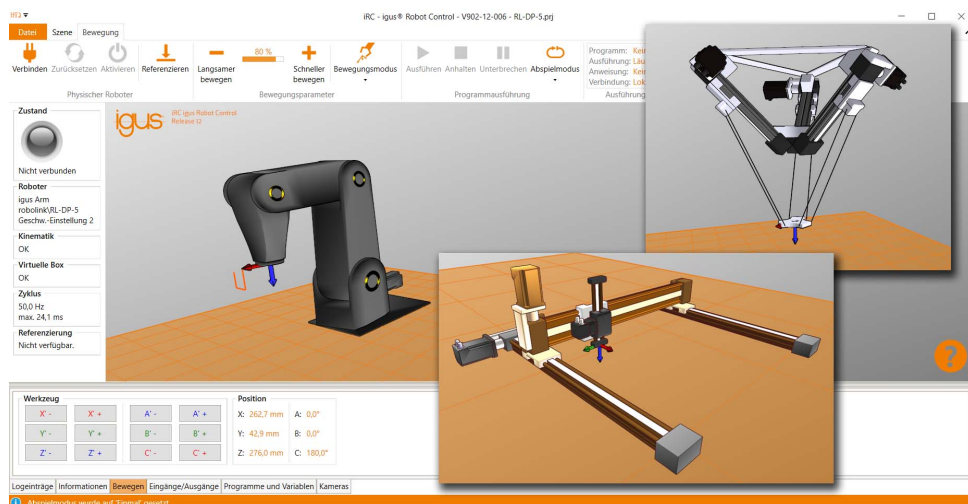 iRC - igus® Robot Control - V902-12-006 - RL-DP-5.prj
Datei Szene Bewegung
80 %
Verbinden Zurücksetzen Aktivieren Referenzieren Langsamer bewegen Schneller bewegen Bewegungsmodus Ausführen Anhalten Unterbrechen Abspielmodus
Programm: Kein
Ausführung: Läu
Anweisung: Kein
Verbindung: Lok
Physischer Roboter
Bewegungsparameter
Programmausführung
Ausführung
Zustand
Nicht verbunden
Roboter
igus Arm
robolink\RL-DP-5
Geschw.-Einstellung 2
Kinematik
OK
Virtuelle Box
OK
Zyklus
50,0 Hz
max. 24,1 ms
Referenzierung
Nicht verfügbar.
igus
iRC igus Robot Control
Release 12
?
Werkzeug
X' - X' + A' - A' +
Y' - Y' + B' - B' +
Z' - Z' + C' - C' +
Position
X: 262,7 mm A: 0,0°
Y: 42,9 mm B: 0,0°
Z: 276,0 mm C: 180,0°
Logeinträge Informationen Bewegen Eingänge/Ausgänge Programme und Variablen Kameras
Abspielmodus wurde auf 'Einmal' gesetzt